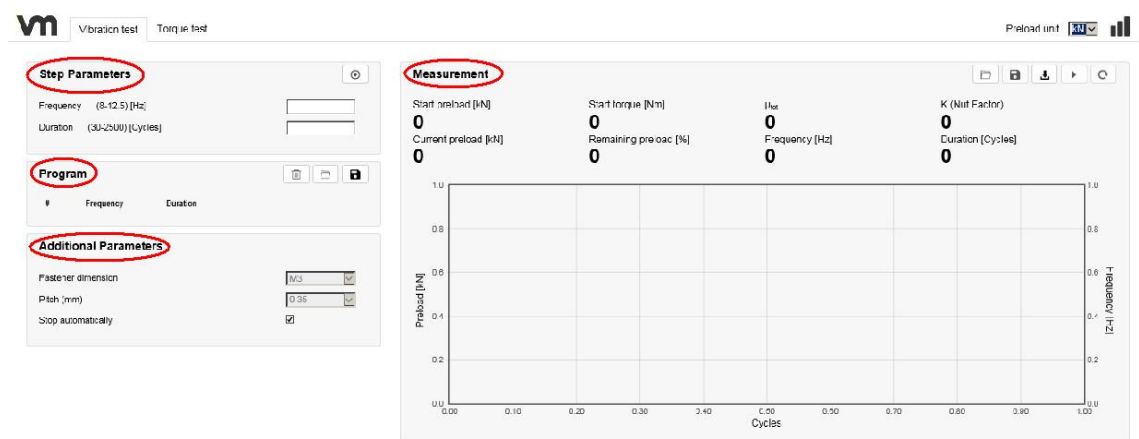 vm
Vibration test Torque test
Preload unit kN
Step Parameters
Frequency (8-12.5) [Hz]
Duration (30-2500) [Cycles]
Program
# Frequency Duration
Additional Parameters
Fastener dimension M3
Pitch (mm) 0.35
Stop automatically
Measurement
Start preload [kN] Start torque [Nm] μtot K (Nut Factor)
0 0 0 0
Current preload [kN] Remaining preload [%] Frequency [Hz] Duration [Cycles]
0 0 0 0
1.0 1.0
0.8 0.8
0.6 0.6
0.4 0.4
0.2 0.2
0.0 0.0
Preload [kN]
Frequency [Hz]
0.00 0.10 0.20 0.30 0.40 0.50 0.70 0.80 0.90 1.00
Cycles